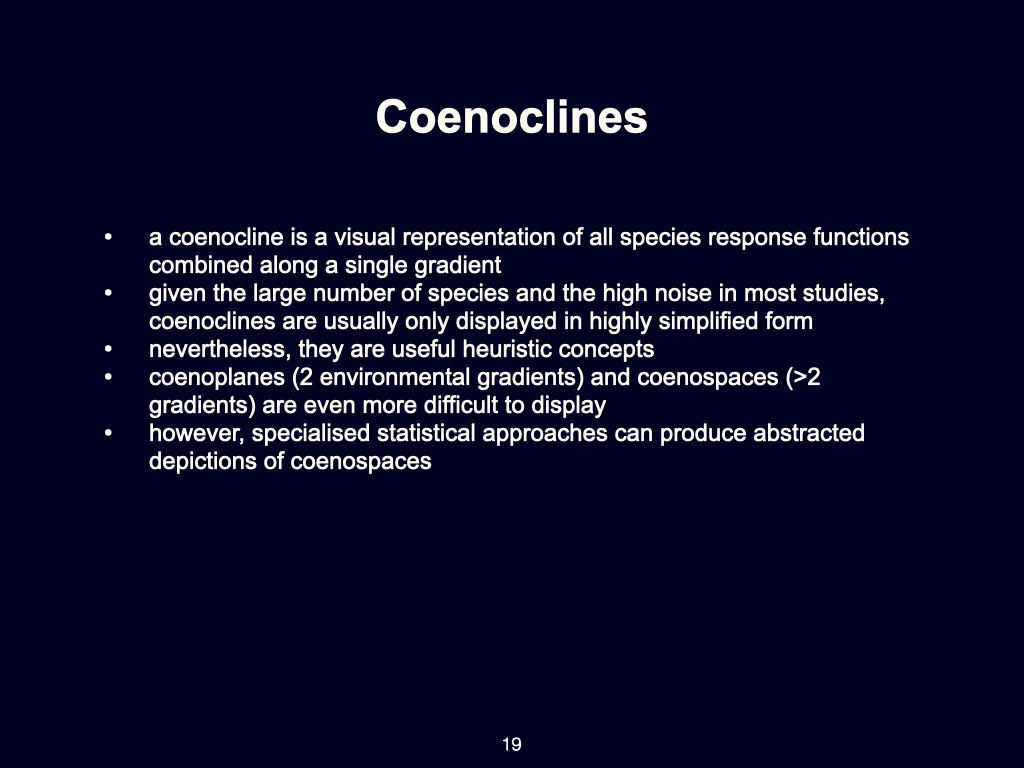 Coenoclines
• a coenocline is a visual representation of all species response functions
combined along a single gradient
• given the large number of species and the high noise in most studies,
coenoclines are usually only displayed in highly simplified form
• nevertheless, they are useful heuristic concepts
• coenoplanes (2 environmental gradients) and coenospaces (>2
gradients) are even more difficult to display
• however, specialised statistical approaches can produce abstracted
depictions of coenospaces
19